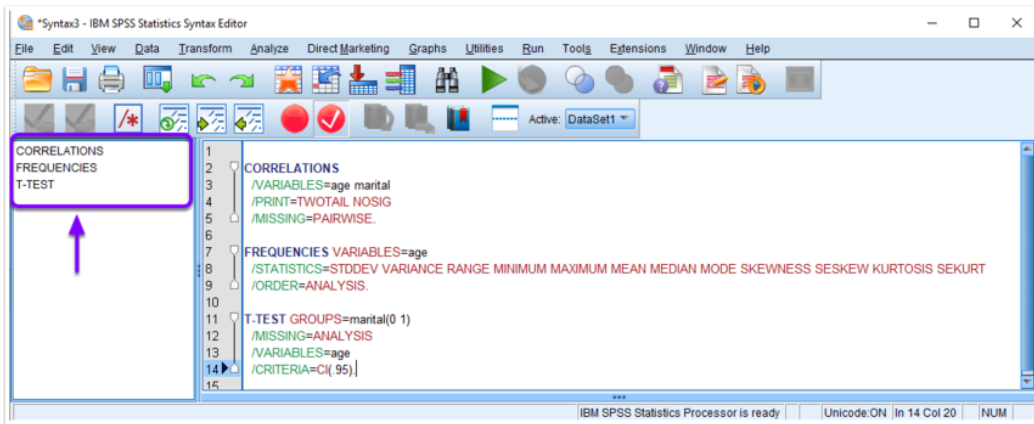 *Syntax3 - IBM SPSS Statistics Syntax Editor
File Edit View Data Transform Analyze Direct Marketing Graphs Utilities Run Tools Extensions Window Help
Active: DataSet1
CORRELATIONS
FREQUENCIES
T-TEST
1
2 CORRELATIONS
3 /VARIABLES=age marital
4 /PRINT=TWOTAIL NOSIG
5 /MISSING=PAIRWISE.
6
7 FREQUENCIES VARIABLES=age
8 /STATISTICS=STDDEV VARIANCE RANGE MINIMUM MAXIMUM MEAN MEDIAN MODE SKEWNESS SESKEW KURTOSIS SEKURT
9 /ORDER=ANALYSIS.
10
11 T-TEST GROUPS=marital(0 1)
12 /MISSING=ANALYSIS
13 /VARIABLES=age
14 /CRITERIA=CI(.95).
15
IBM SPSS Statistics Processor is ready Unicode:ON In 14 Col 20 NUM